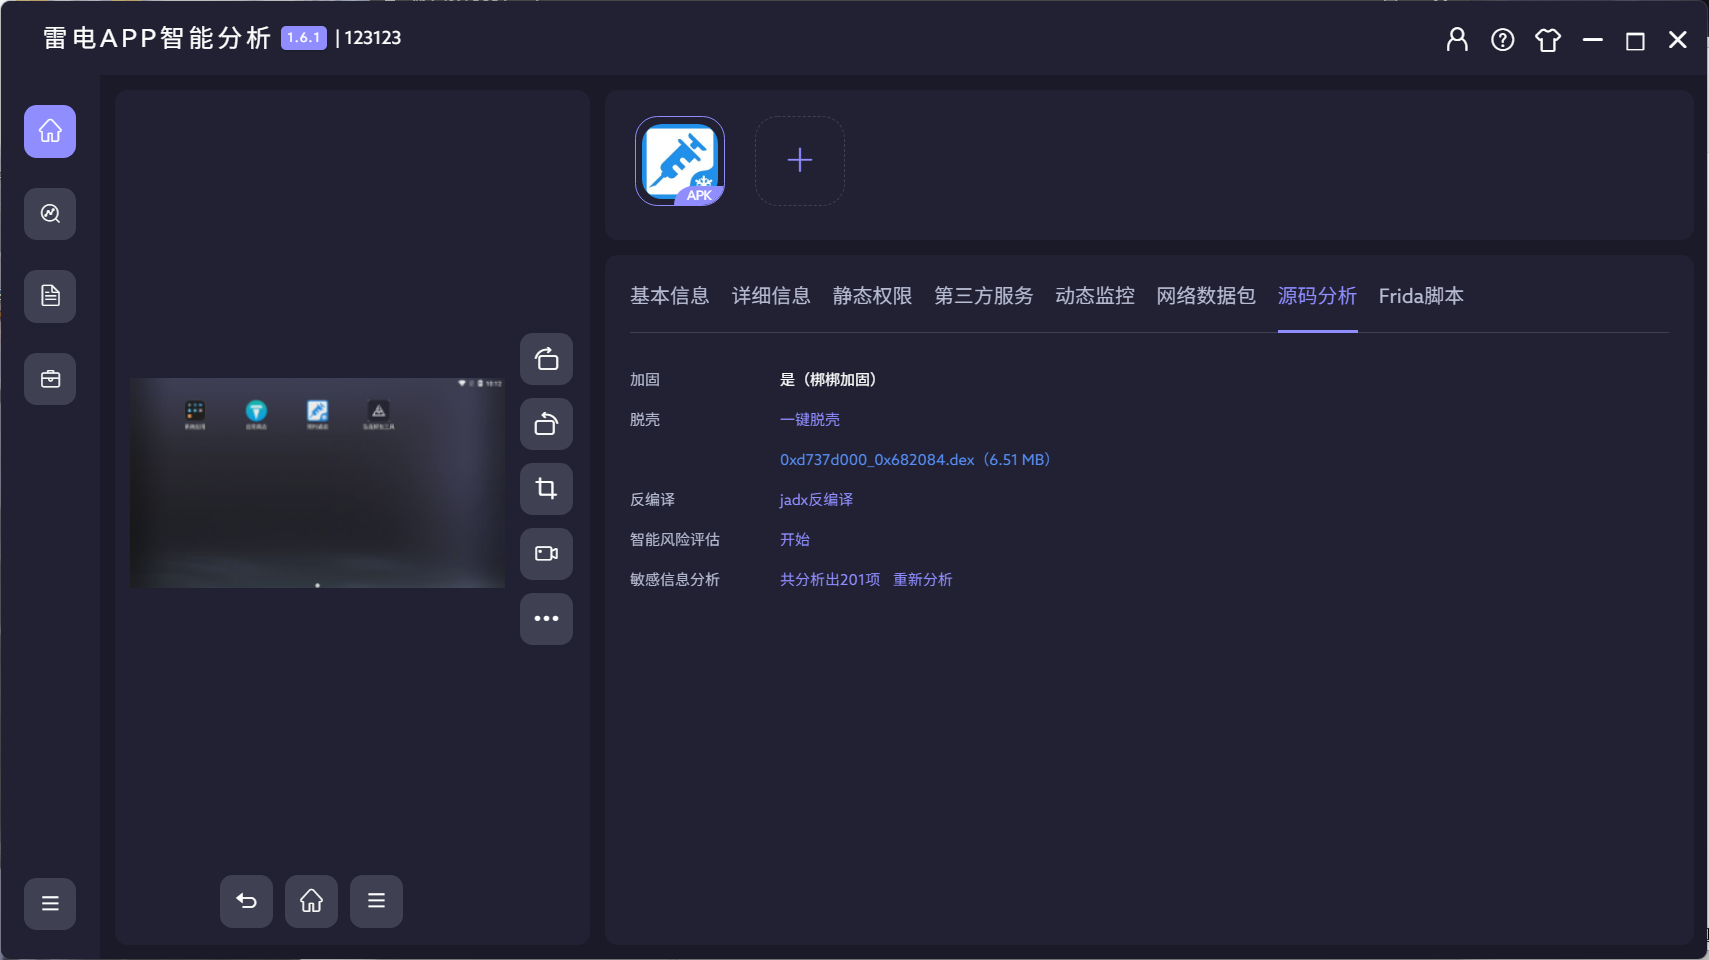 雷电APP智能分析 1.6.1 | 123123
APK
基本信息 详细信息 静态权限 第三方服务 动态监控 网络数据包 源码分析 Frida脚本
加固 是（梆梆加固）
脱壳 一键脱壳
0xd737d000_0x682084.dex（6.51 MB）
反编译 jadx反编译
智能风险评估 开始
敏感信息分析 共分析出201项 重新分析